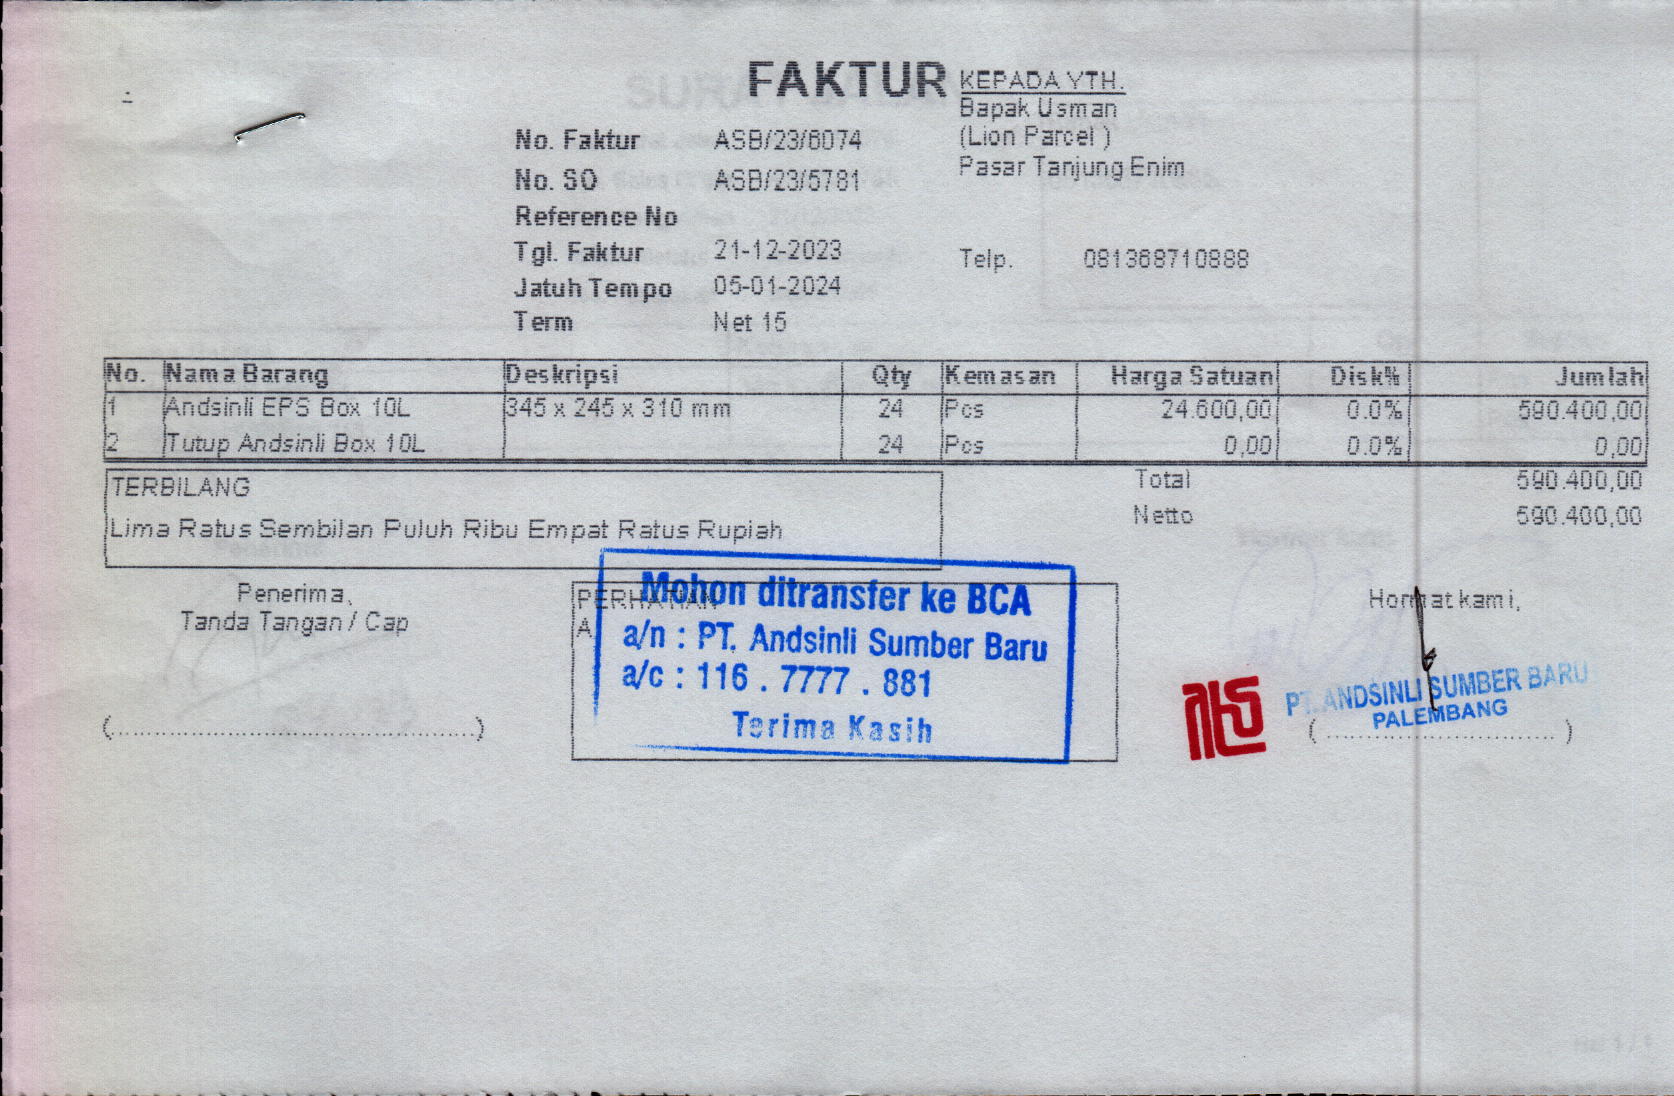 FAKTUR
KEPADA YTH.
Bapak Usman
(Lion Parcel )
Pasar Tanjung Enim
Telp. 081368710888
No. Faktur ASB/23/6074
No. SO ASB/23/5781
Reference No
Tgl. Faktur 21-12-2023
Jatuh Tempo 05-01-2024
Term Net 15
No. Nama Barang Deskripsi Qty Kemasan Harga Satuan Disk% Jumlah
1 Andsinli EPS Box 10L 345 x 245 x 310 mm 24 Pcs 24.600,00 0.0% 590.400,00
2 Tutup Andsinli Box 10L 24 Pcs 0,00 0.0% 0,00
Total 590.400,00
Netto 590.400,00
TERBILANG
Lima Ratus Sembilan Puluh Ribu Empat Ratus Rupiah
Penerima,
Tanda Tangan / Cap
(........................................................)
PERHATIAN
A
Mohon ditransfer ke BCA
a/n : PT. Andsinli Sumber Baru
a/c : 116 . 7777 . 881
Terima Kasih
Hormat kami,
PT. ANDSINLI SUMBER BARU
PALEMBANG
( .................................. )